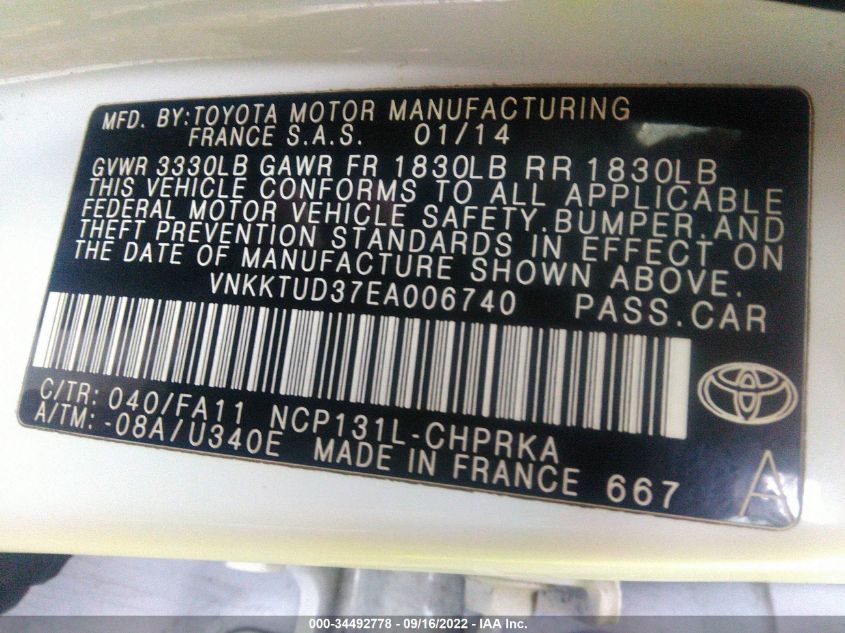 MFD. BY:TOYOTA MOTOR MANUFACTURING
FRANCE S.A.S. 01/14
GVWR 3330LB GAWR FR 1830LB RR 1830LB
THIS VEHICLE CONFORMS TO ALL APPLICABLE
FEDERAL MOTOR VEHICLE SAFETY.BUMPER.AND
THEFT PREVENTION STANDARDS IN EFFECT ON
THE DATE OF MANUFACTURE SHOWN ABOVE.
VNKKTUD37EA006740 PASS.CAR
C/TR: 040/FA11 NCP131L-CHPRKA
A/TM: -08A/U340E MADE IN FRANCE 667 A
000-34492778 - 09/16/2022 - IAA Inc.